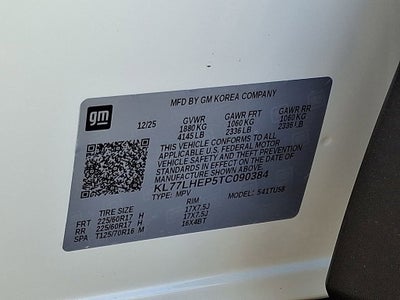 gm
MFD BY GM KOREA COMPANY
12/25 GVWR GAWR FRT GAWR RR
1880 KG 1060 KG 1060 KG
4145 LB 2336 LB 2336 LB
THIS VEHICLE CONFORMS TO ALL
APPLICABLE U.S. FEDERAL MOTOR
VEHICLE SAFETY AND THEFT PREVENTION
STANDARDS IN EFFECT ON THE DATE OF
MANUFACTURE SHOWN ABOVE.
KL77LHEP5TC090384
TYPE: MPV MODEL: 541TU58
TIRE SIZE RIM
FRT 225/60R17 H 17X7.5J
RR 225/60R17 H 17X7.5J
SPA T125/70R16 M 16X4BT